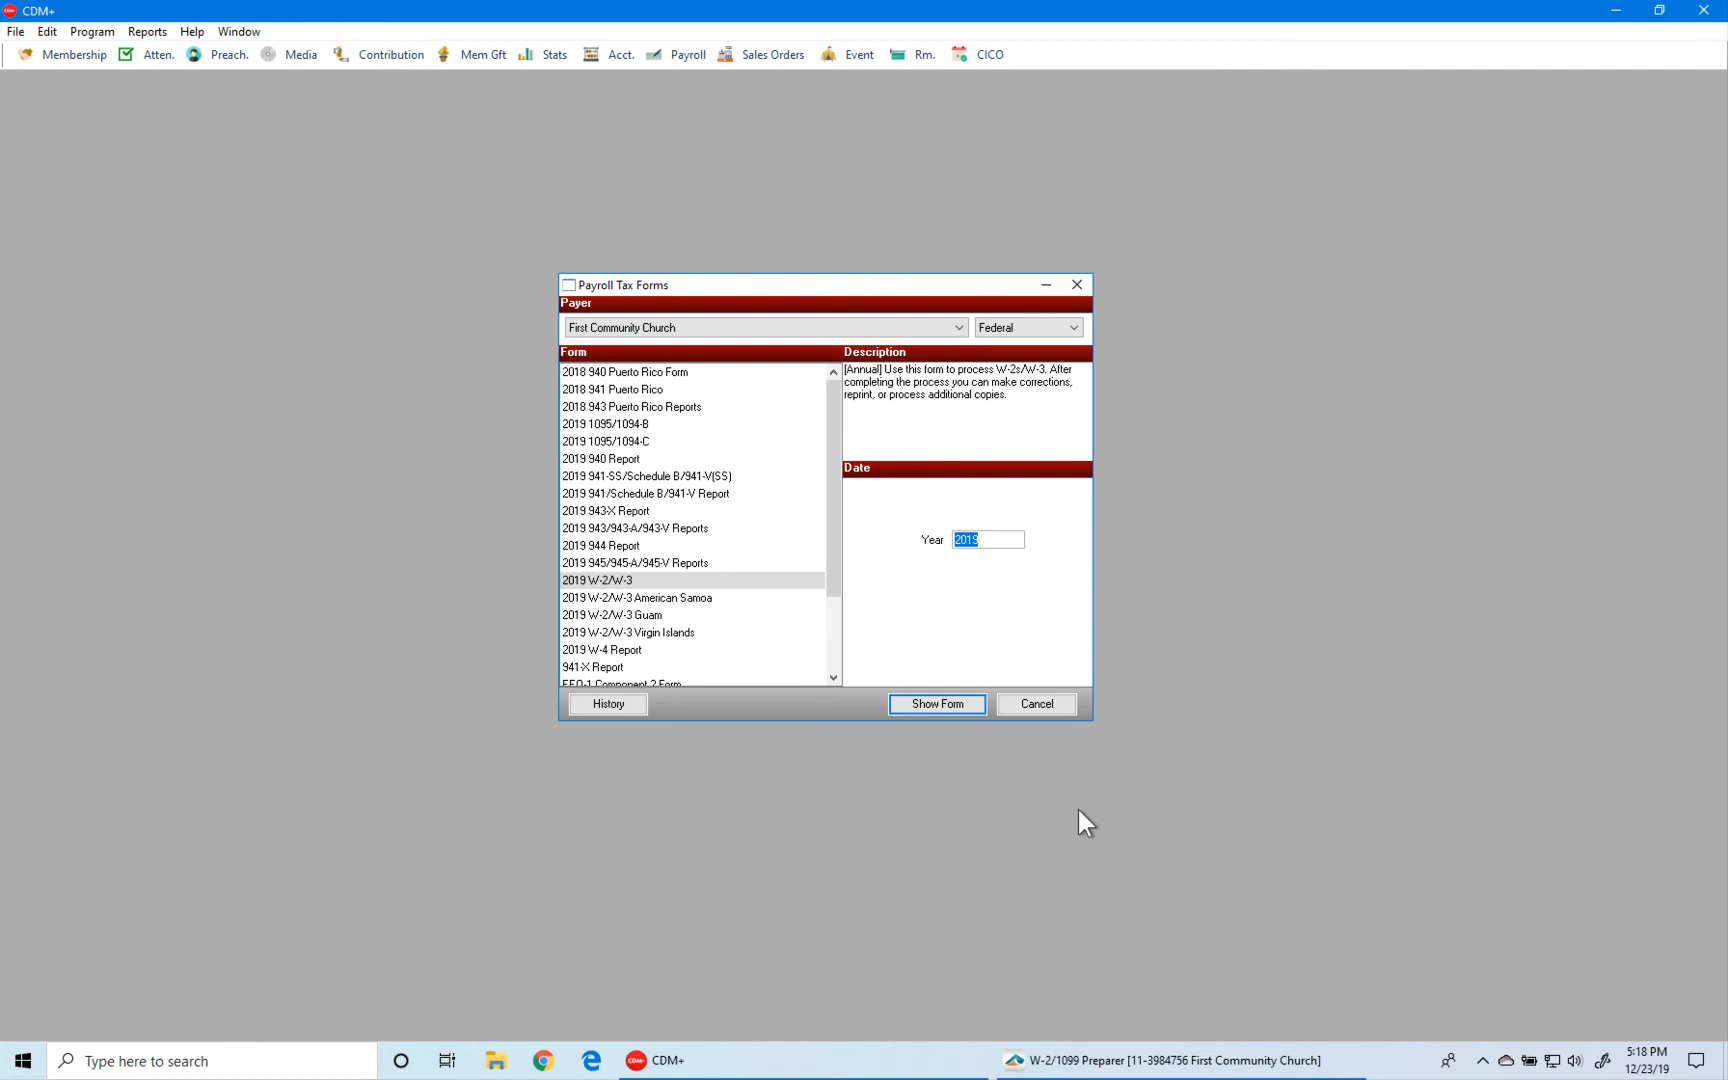 CDM+
File Edit Program Reports Help Window
Membership Atten. Preach. Media Contribution Mem Gft Stats Acct. Payroll Sales Orders Event Rm. CICO
Payroll Tax Forms
Payer
First Community Church Federal
Form
2018 940 Puerto Rico Form
2018 941 Puerto Rico
2018 943 Puerto Rico Reports
2019 1095/1094-B
2019 1095/1094-C
2019 940 Report
2019 941-SS/Schedule B/941-V(SS)
2019 941/Schedule B/941-V Report
2019 943-X Report
2019 943/943-A/943-V Reports
2019 944 Report
2019 945/945-A/945-V Reports
2019 W-2/W-3
2019 W-2/W-3 American Samoa
2019 W-2/W-3 Guam
2019 W-2/W-3 Virgin Islands
2019 W-4 Report
941-X Report
EEO-1 Component 2 Form
Description
[Annual] Use this form to process W-2s/W-3. After
completing the process you can make corrections,
reprint, or process additional copies.
Date
Year 2019
History Show Form Cancel
Type here to search
CDM+ CDM+
W-2/1099 Preparer [11-3984756 First Community Church]
5:18 PM
12/23/19